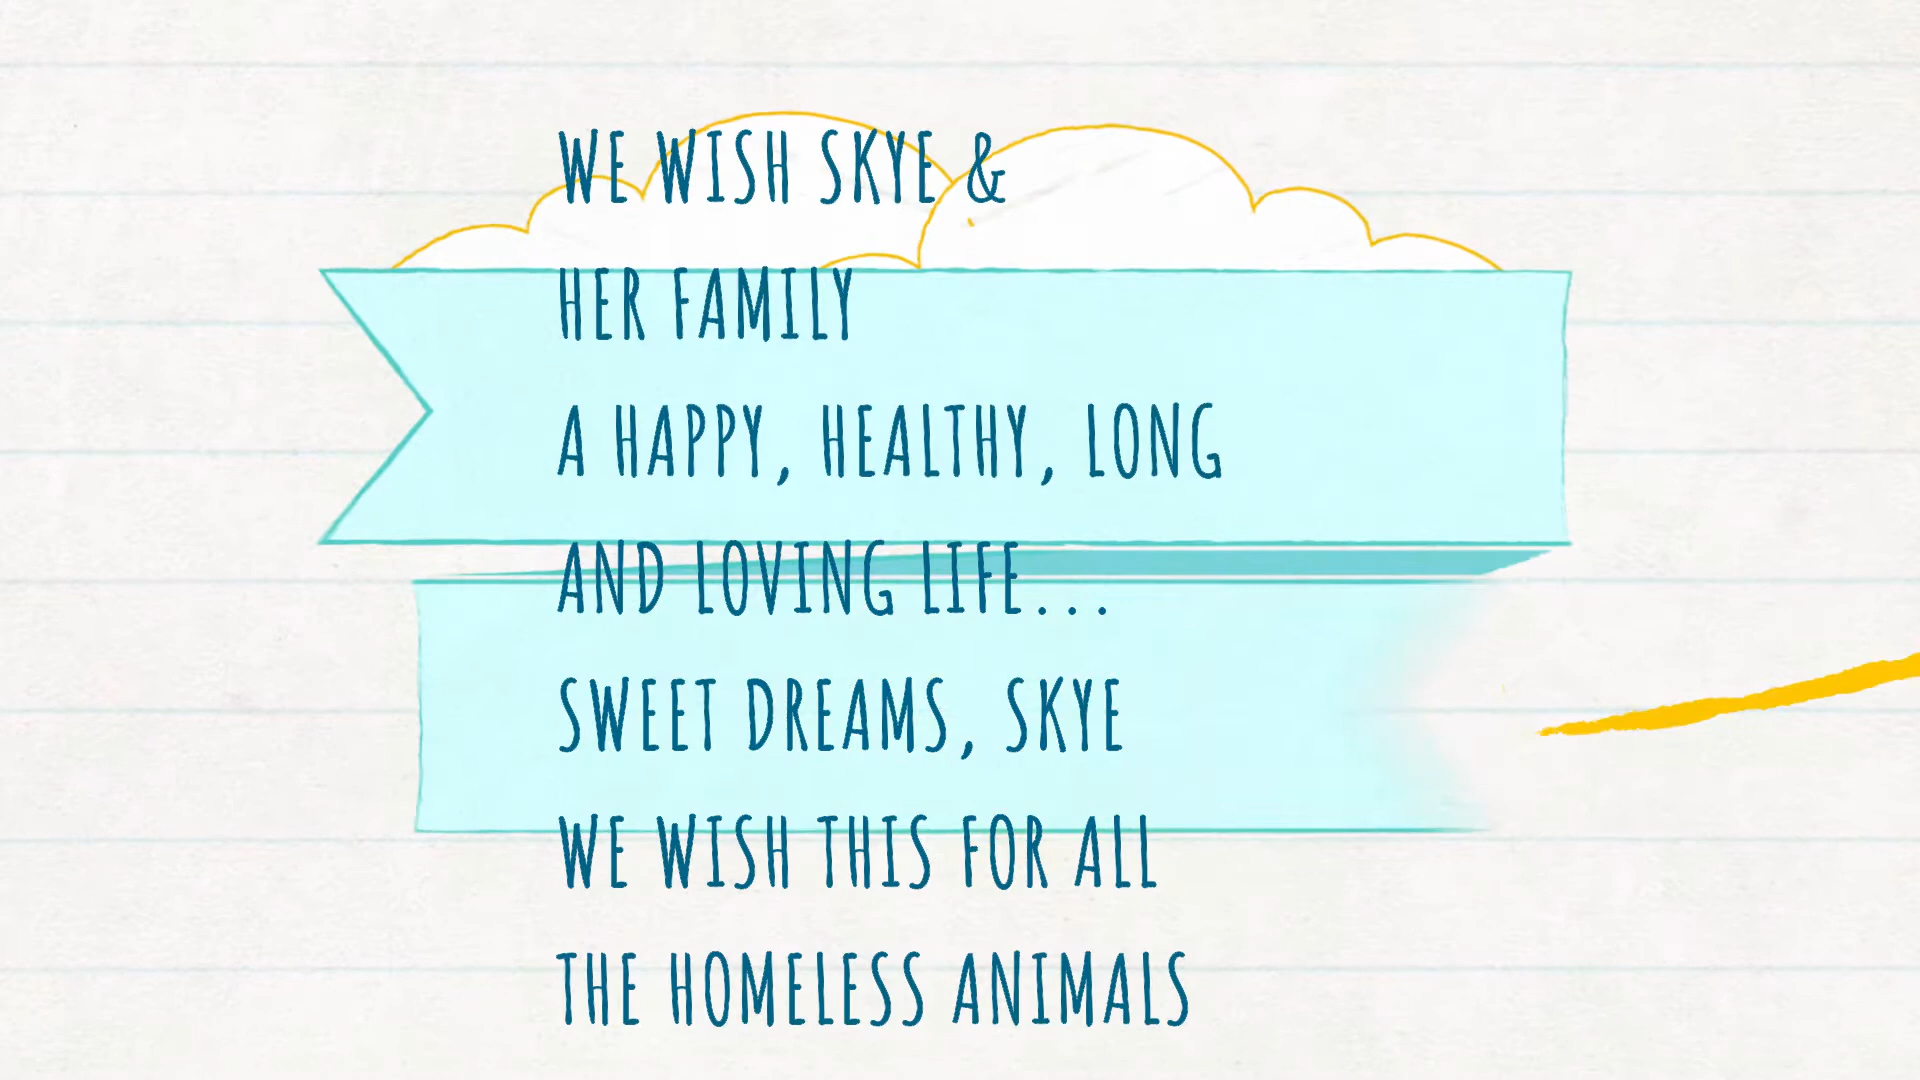 WE WISH SKYE &
HER FAMILY
A HAPPY, HEALTHY, LONG
AND LOVING LIFE...
SWEET DREAMS, SKYE
WE WISH THIS FOR ALL
THE HOMELESS ANIMALS